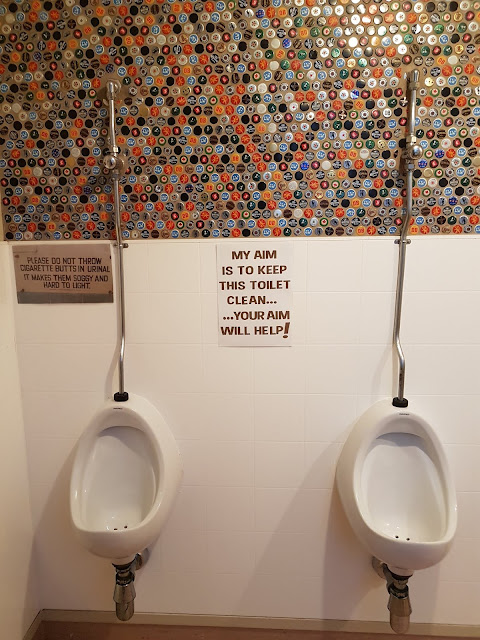 PLEASE DO NOT THROW
CIGARETTE BUTTS IN URINAL
IT MAKES THEM SOGGY AND
HARD TO LIGHT.
MY AIM
IS TO KEEP
THIS TOILET
CLEAN...
...YOUR AIM
WILL HELP!